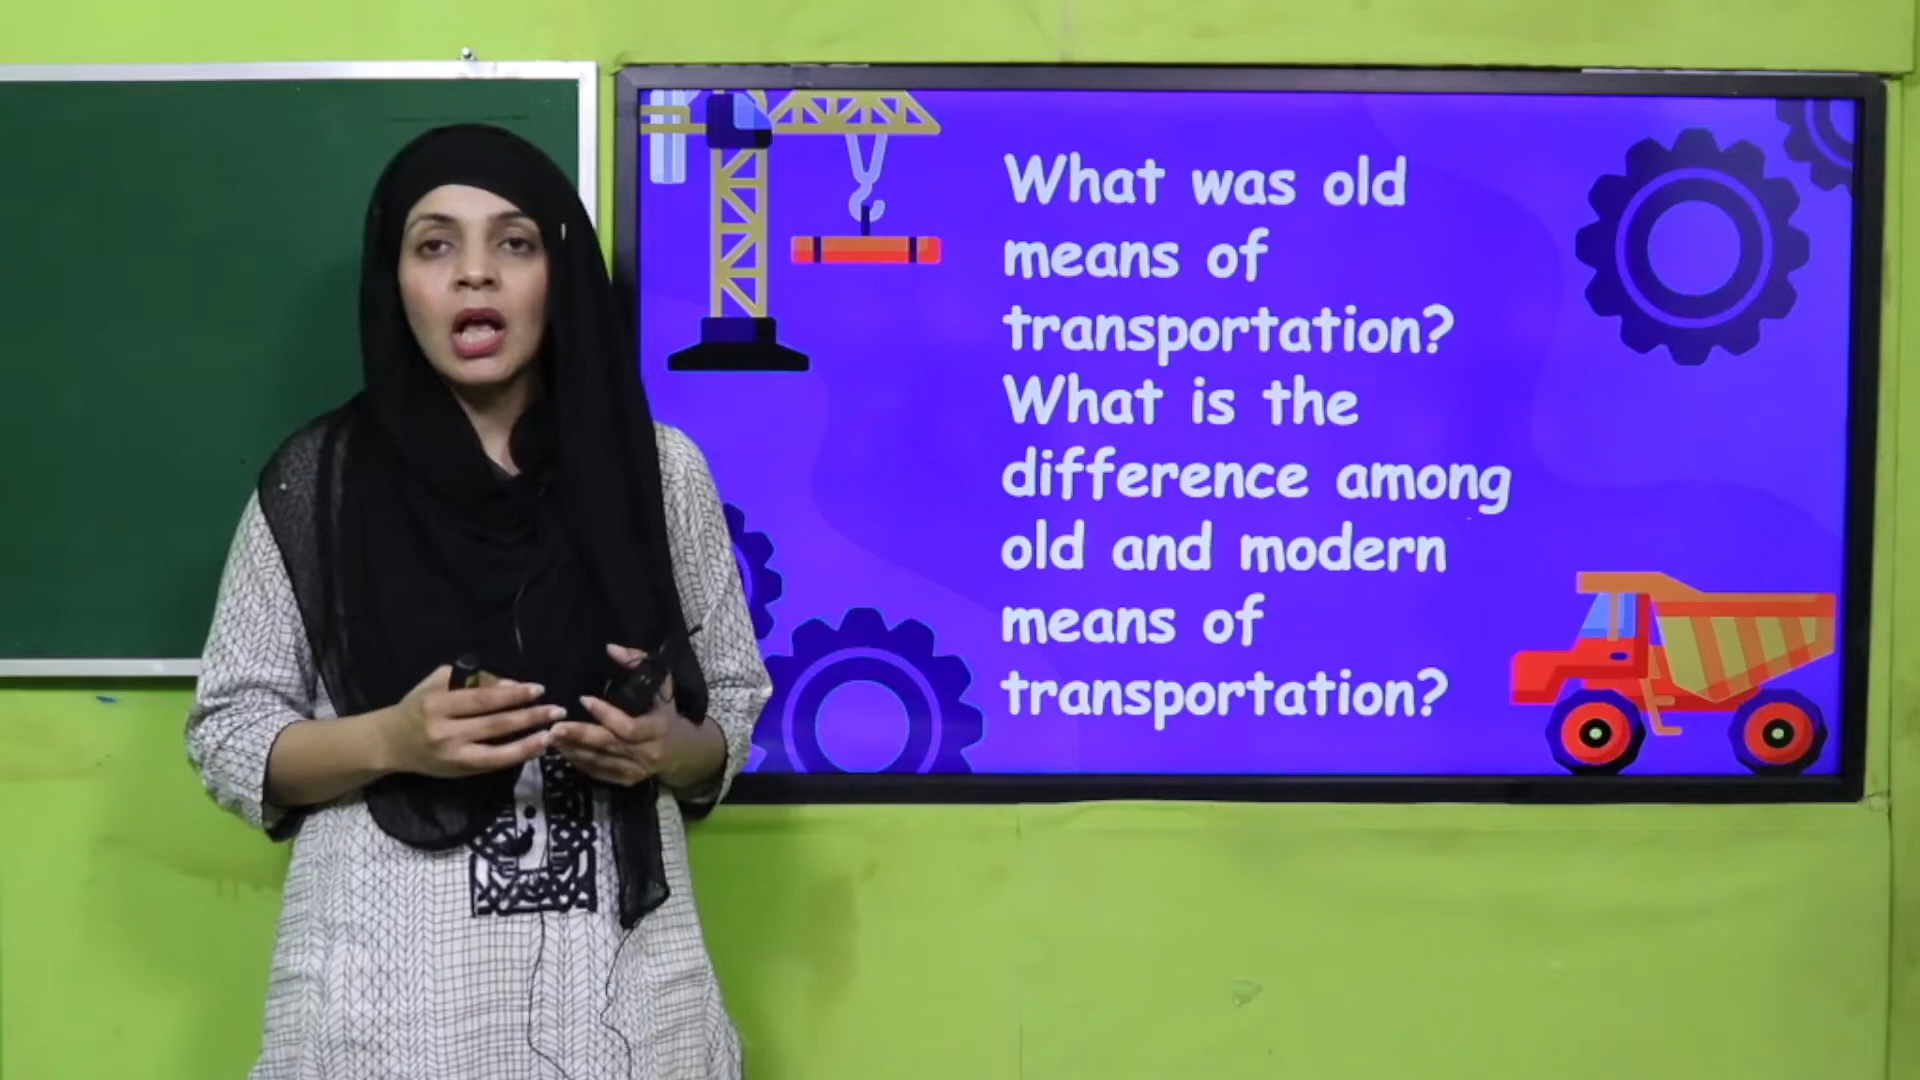 What was old
means of
transportation?
What is the
difference among
old and modern
means of
transportation?